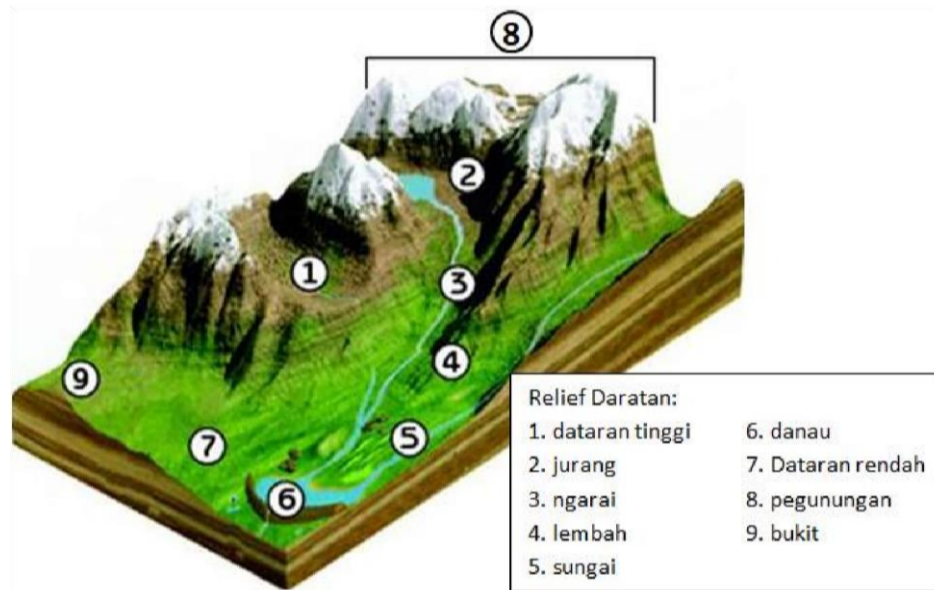 8
2
1
3
4
9
5
7
6
Relief Daratan:
1. dataran tinggi 6. danau
2. jurang 7. Dataran rendah
3. ngarai 8. pegunungan
4. lembah 9. bukit
5. sungai